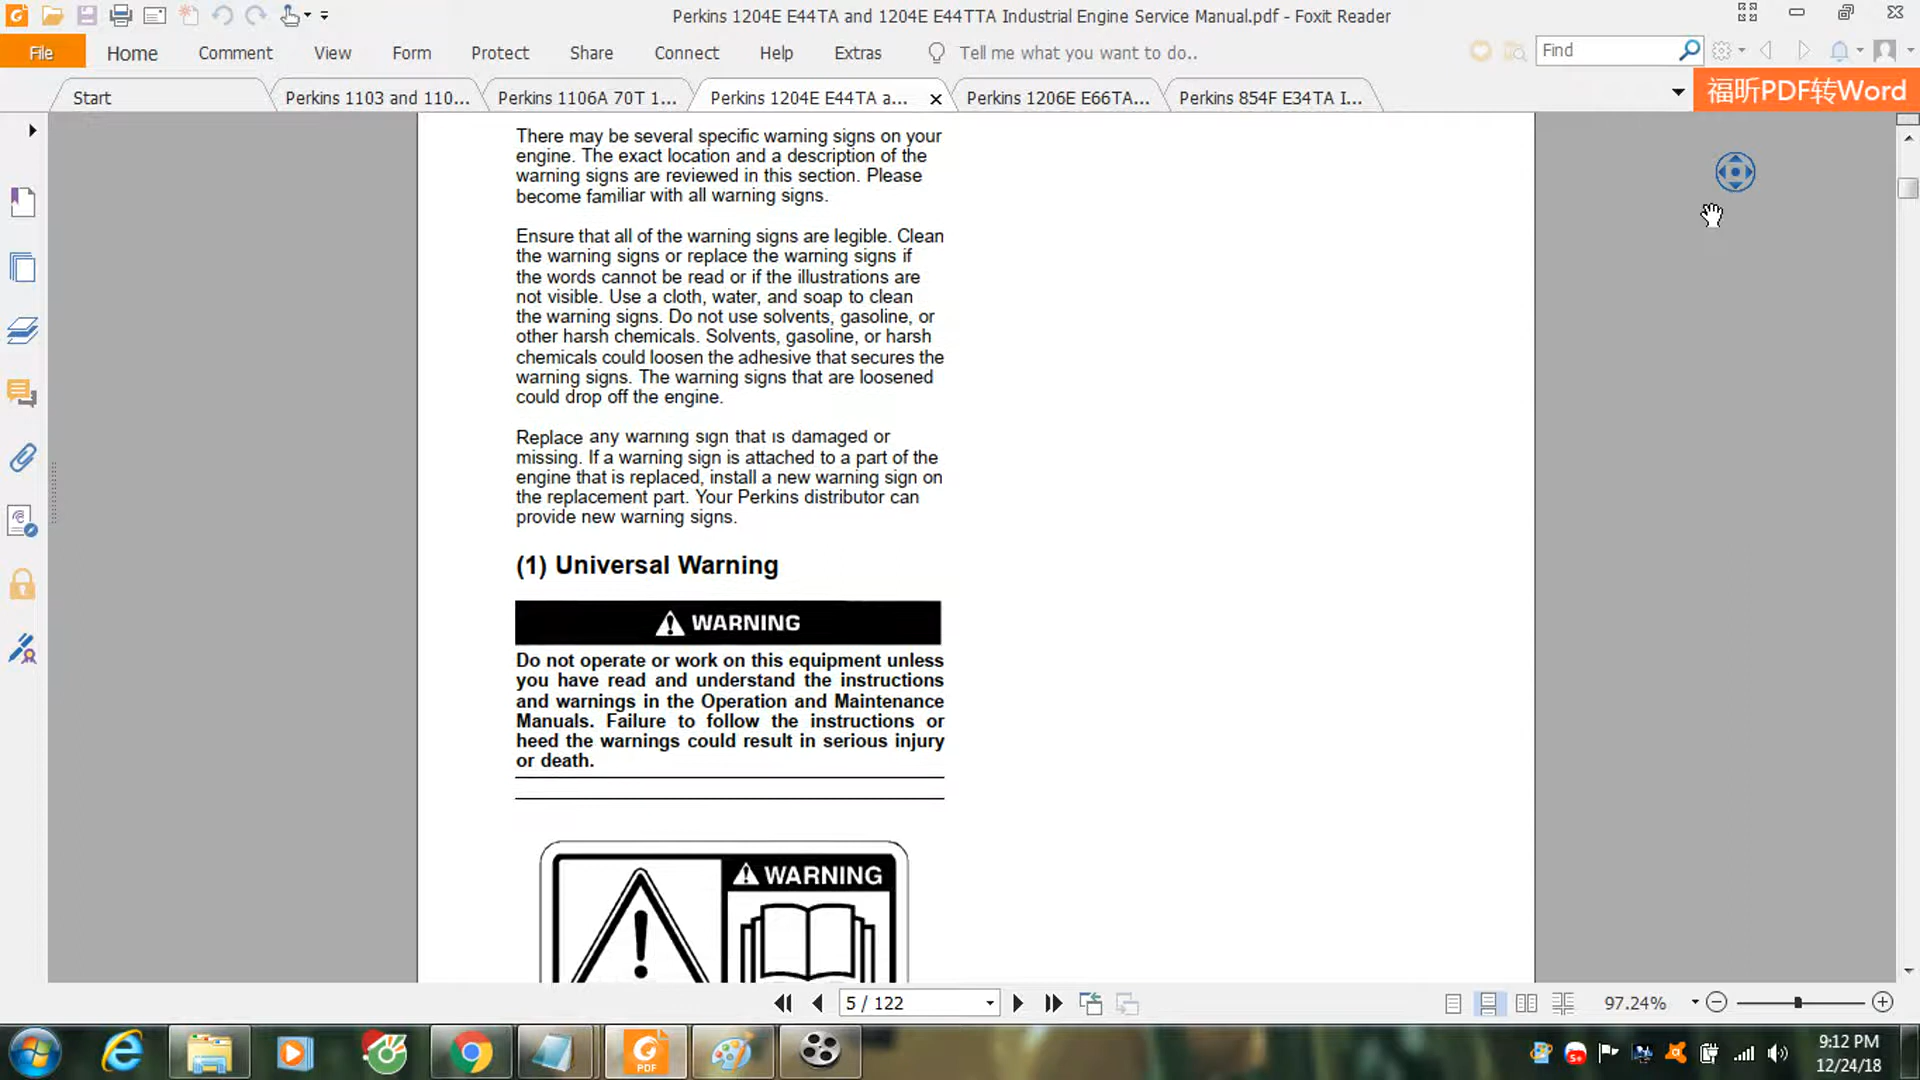 Perkins 1204E E44TA and 1204E E44TTA Industrial Engine Service Manual.pdf - Foxit Reader
File Home Comment View Form Protect Share Connect Help Extras Tell me what you want to do.. Find
Start Perkins 1103 and 110... Perkins 1106A 70T 1... Perkins 1204E E44TA a... Perkins 1206E E66TA... Perkins 854F E34TA I... 福昕PDF转Word
There may be several specific warning signs on your
engine. The exact location and a description of the
warning signs are reviewed in this section. Please
become familiar with all warning signs.
Ensure that all of the warning signs are legible. Clean
the warning signs or replace the warning signs if
the words cannot be read or if the illustrations are
not visible. Use a cloth, water, and soap to clean
the warning signs. Do not use solvents, gasoline, or
other harsh chemicals. Solvents, gasoline, or harsh
chemicals could loosen the adhesive that secures the
warning signs. The warning signs that are loosened
could drop off the engine.
Replace any warning sign that is damaged or
missing. If a warning sign is attached to a part of the
engine that is replaced, install a new warning sign on
the replacement part. Your Perkins distributor can
provide new warning signs.
(1) Universal Warning
WARNING
Do not operate or work on this equipment unless
you have read and understand the instructions
and warnings in the Operation and Maintenance
Manuals. Failure to follow the instructions or
heed the warnings could result in serious injury
or death.
WARNING
5 / 122 97.24%
PDF
9:12 PM
12/24/18